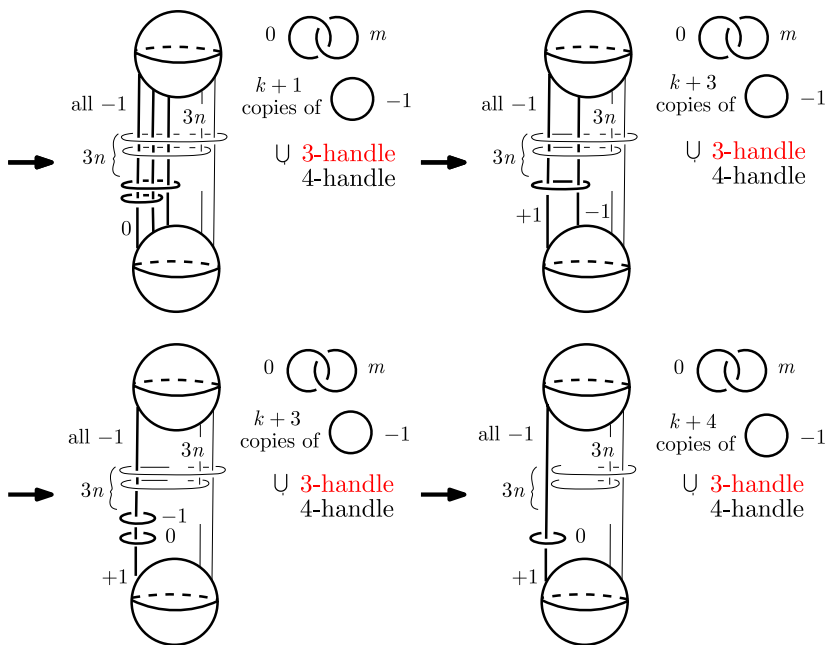 0 m
k + 1
copies of −1
all −1
3n
3n
∪ 3-handle
4-handle
0
0 m
k + 3
copies of −1
all −1
3n
3n
∪ 3-handle
4-handle
+1 −1
0 m
k + 3
copies of −1
all −1
3n
3n
∪ 3-handle
4-handle
−1
0
+1
0 m
k + 4
copies of −1
all −1
3n
3n
∪ 3-handle
4-handle
0
+1